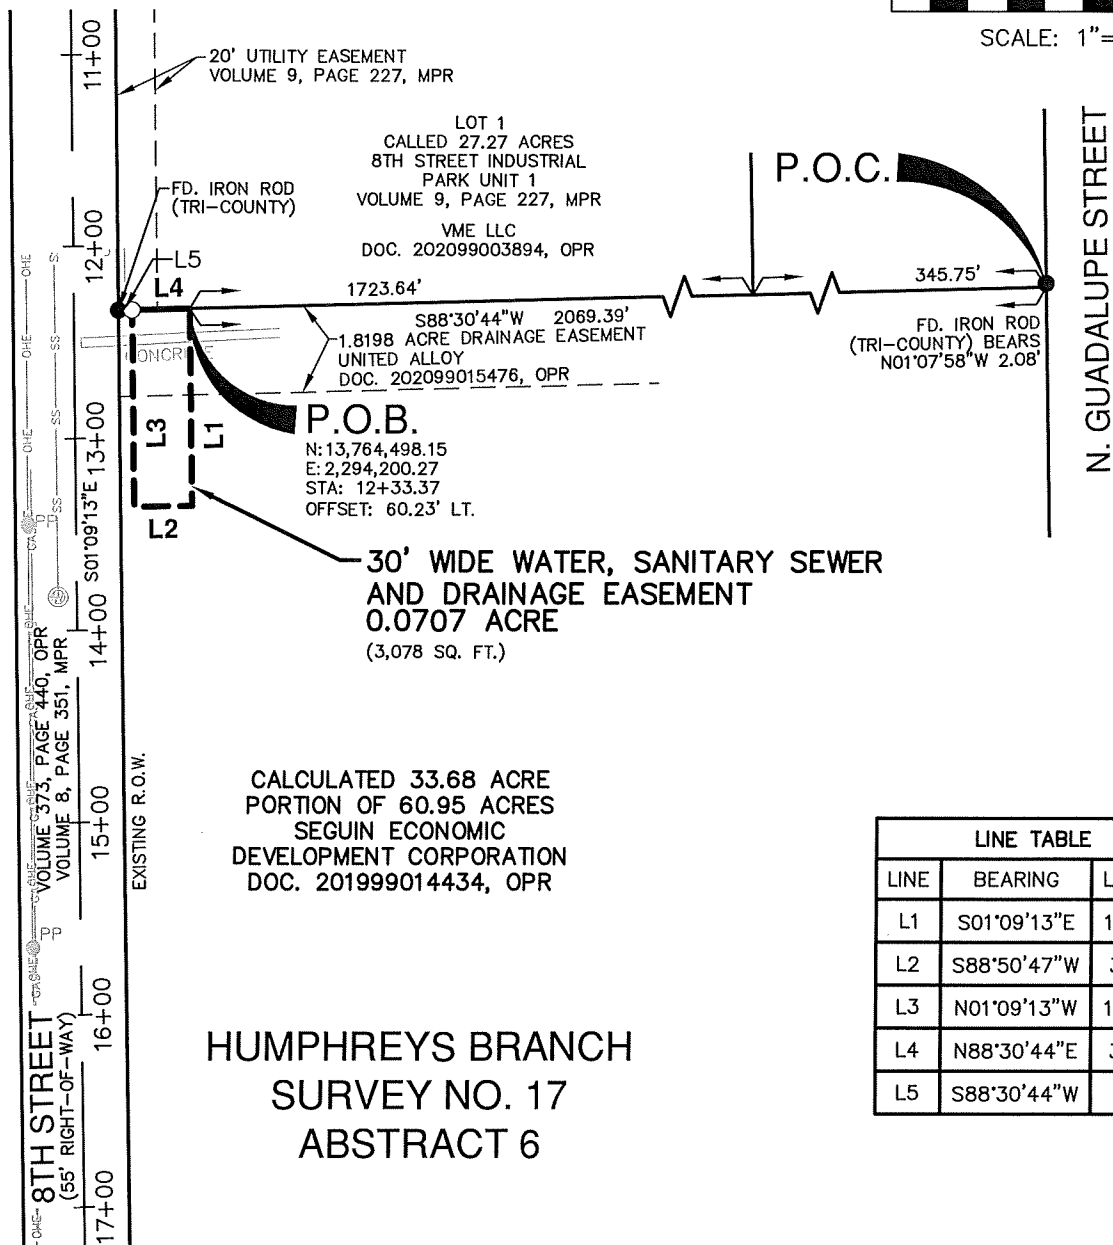 SCALE: 1"=
11+00
20' UTILITY EASEMENT
VOLUME 9, PAGE 227, MPR
LOT 1
CALLED 27.27 ACRES
8TH STREET INDUSTRIAL
PARK UNIT 1
VOLUME 9, PAGE 227, MPR
VME LLC
DOC. 202099003894, OPR
P.O.C.
N. GUADALUPE STREET
FD. IRON ROD
(TRI-COUNTY)
12+00
L5
L4
1723.64'
345.75'
S88°30'44"W 2069.39'
1.8198 ACRE DRAINAGE EASEMENT
UNITED ALLOY
DOC. 202099015476, OPR
FD. IRON ROD
(TRI-COUNTY) BEARS
N01°07'58"W 2.08'
P.O.B.
N:13,764,498.15
E:2,294,200.27
STA: 12+33.37
OFFSET: 60.23' LT.
L3
L1
L2
13+00
S01°09'13"E
30' WIDE WATER, SANITARY SEWER
AND DRAINAGE EASEMENT
0.0707 ACRE
(3,078 SQ. FT.)
14+00
VOLUME 373, PAGE 440, OPR
VOLUME 8, PAGE 351, MPR
EXISTING R.O.W.
15+00
CALCULATED 33.68 ACRE
PORTION OF 60.95 ACRES
SEGUIN ECONOMIC
DEVELOPMENT CORPORATION
DOC. 201999014434, OPR
PP
16+00
8TH STREET
(55' RIGHT-OF-WAY)
17+00
HUMPHREYS BRANCH
SURVEY NO. 17
ABSTRACT 6
LINE TABLE
LINE BEARING L
L1 S01°09'13"E 1
L2 S88°50'47"W 3
L3 N01°09'13"W 1
L4 N88°30'44"E 3
L5 S88°30'44"W